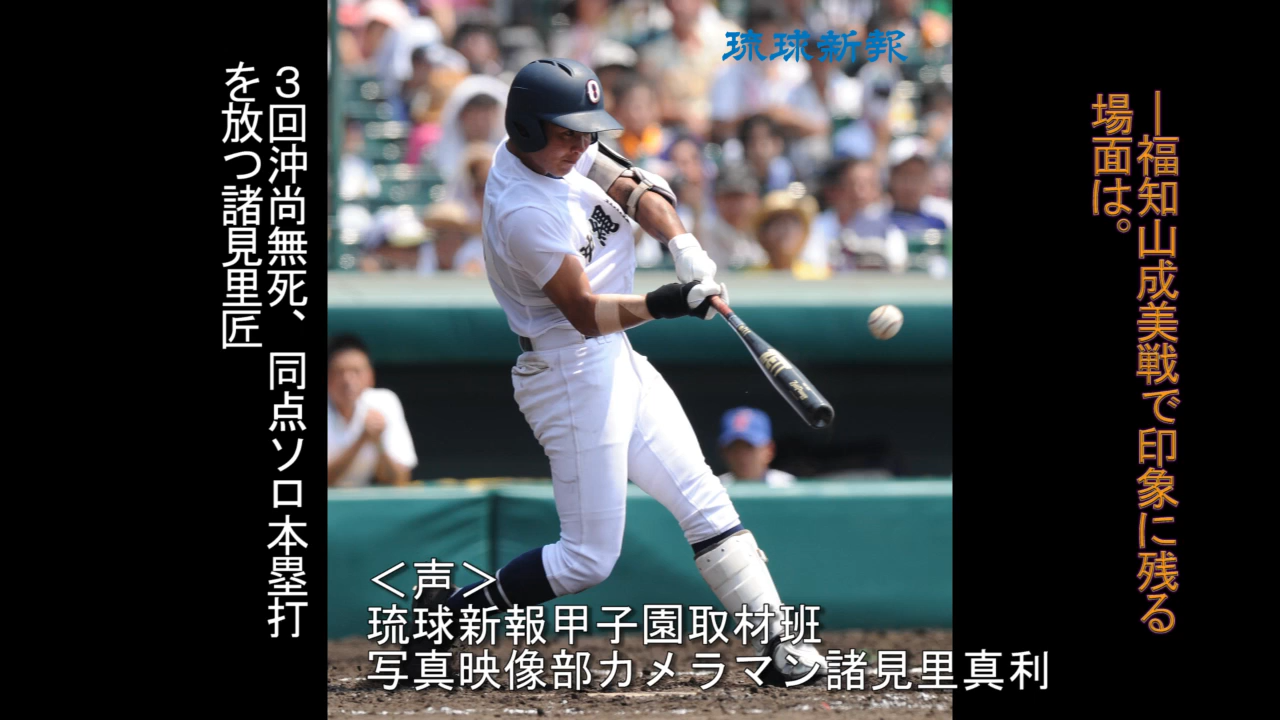 琉球新報
―福知山成美戦で印象に残る
場面は。
３回沖尚無死、同点ソロ本塁打
を放つ諸見里匠
＜声＞
琉球新報甲子園取材班
写真映像部カメラマン諸見里真利